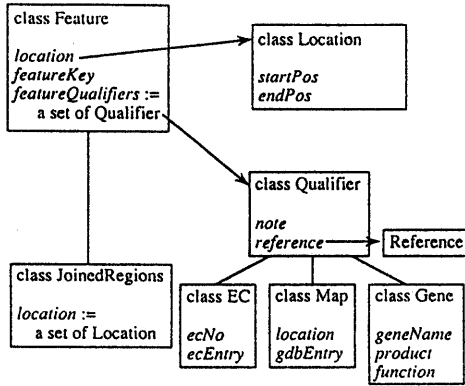 class Feature
location
featureKey
featureQualifiers :=
a set of Qualifier
class Location
startPos
endPos
class Qualifier
note
reference
Reference
class JoinedRegions
location :=
a set of Location
class EC
ecNo
ecEntry
class Map
location
gdbEntry
class Gene
geneName
product
function